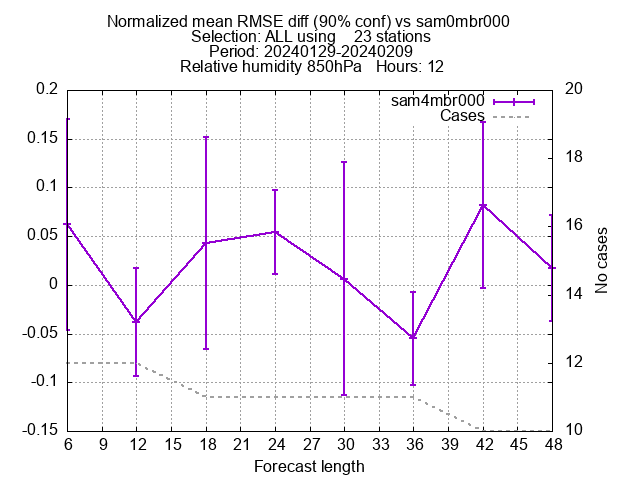 Normalized mean RMSE diff (90% conf) vs sam0mbr000
Selection: ALL using    23 stations
Period: 20240129-20240209
Relative humidity 850hPa   Hours: 12
sam4mbr000
Cases
0.2
0.15
0.1
0.05
0
-0.05
-0.1
-0.15
20
18
16
14
12
10
No cases
6 9 12 15 18 21 24 27 30 33 36 39 42 45 48
Forecast length